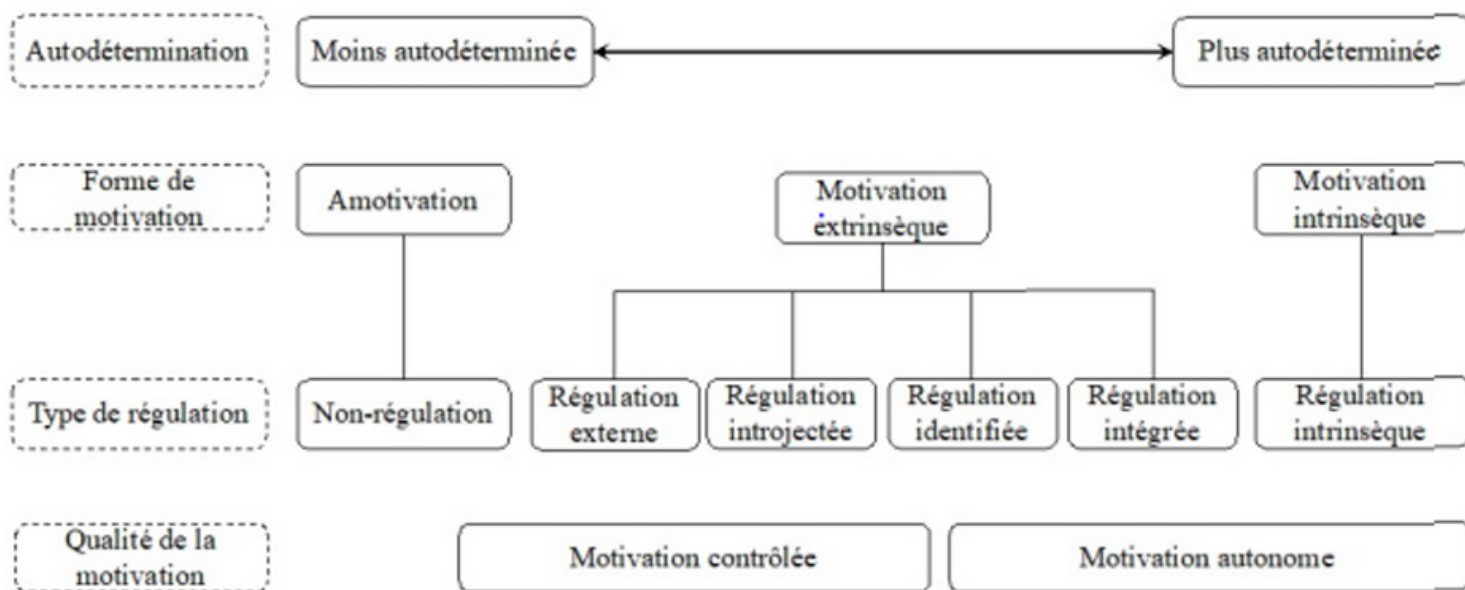 Autodétermination
Moins autodéterminée
Plus autodéterminée
Forme de
motivation
Amotivation
Motivation
extrinsèque
Motivation
intrinsèque
Type de régulation
Non-régulation
Régulation
externe
Régulation
introjectée
Régulation
identifiée
Régulation
intégrée
Régulation
intrinsèque
Qualité de la
motivation
Motivation contrôlée
Motivation autonome